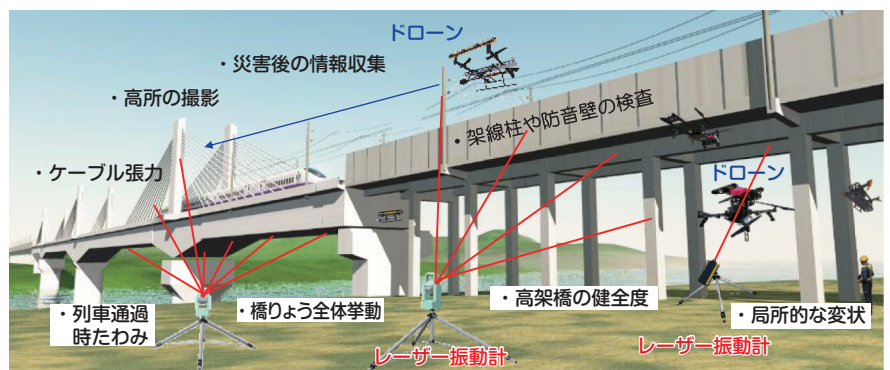 ドローン
・災害後の情報収集
・高所の撮影
・架線柱や防音壁の検査
・ケーブル張力
ドローン
・列車通過
時たわみ
・橋りょう全体挙動
・高架橋の健全度
・局所的な変状
レーザー振動計
レーザー振動計